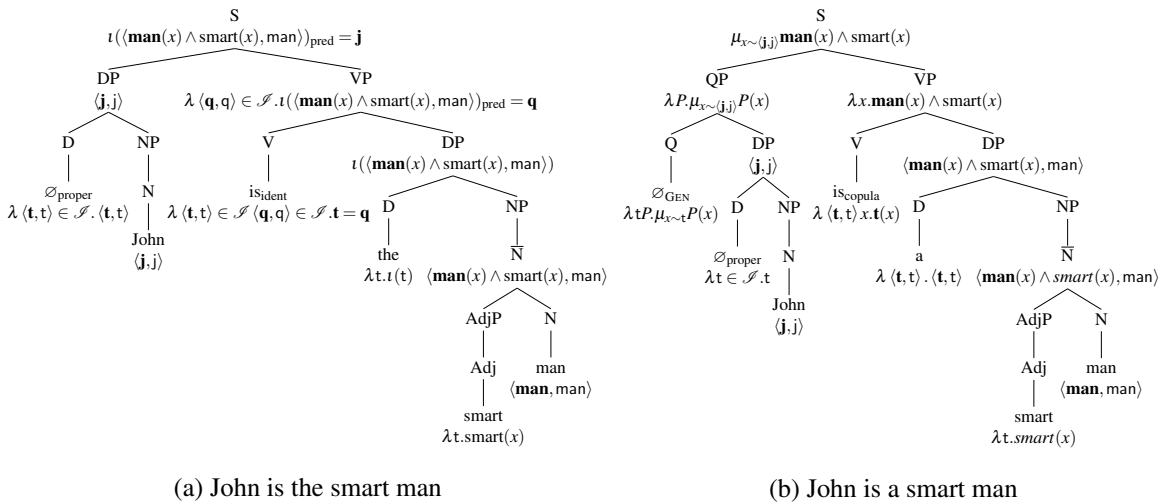 S
ι(⟨man(x) ∧ smart(x), man⟩)pred = j
DP VP
⟨j, j⟩ λ⟨q, q⟩ ∈ ℐ.ι(⟨man(x) ∧ smart(x), man⟩)pred = q
D NP V DP
ι(⟨man(x) ∧ smart(x), man⟩)
∅proper N isident D NP
λ⟨t, t⟩ ∈ ℐ.⟨t, t⟩ λ⟨t, t⟩ ∈ ℐ⟨q, q⟩ ∈ ℐ.t = q
John the N̅
⟨j, j⟩ λt.ι(t) ⟨man(x) ∧ smart(x), man⟩
AdjP N
Adj man
⟨man, man⟩
smart
λt.smart(x)
(a) John is the smart man
S
μx∼⟨j,j⟩man(x) ∧ smart(x)
QP VP
λP.μx∼⟨j,j⟩P(x) λx.man(x) ∧ smart(x)
Q DP V DP
⟨j, j⟩ ⟨man(x) ∧ smart(x), man⟩
∅GEN D NP iscopula D NP
λtP.μx∼tP(x) λ⟨t, t⟩x.t(x)
∅proper N a N̅
λt ∈ ℐ.t λ⟨t, t⟩.⟨t, t⟩ ⟨man(x) ∧ smart(x), man⟩
John AdjP N
⟨j, j⟩
Adj man
⟨man, man⟩
smart
λt.smart(x)
(b) John is a smart man